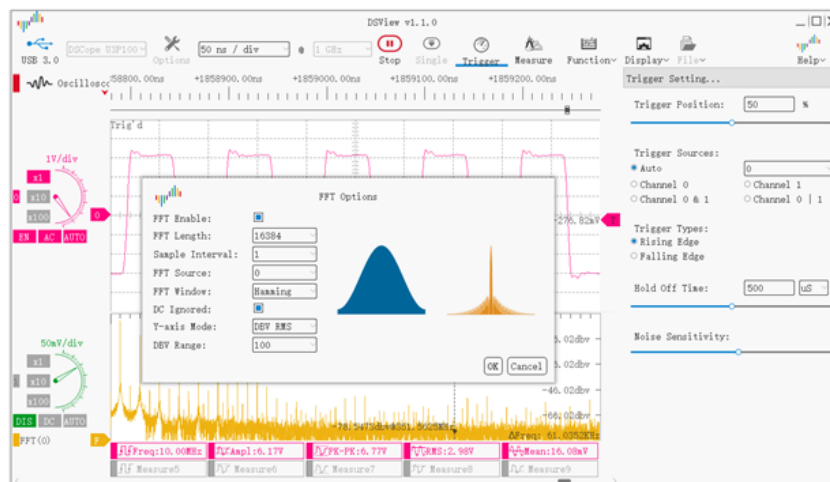 DSView v1.1.0
USB 3.0
DSCope U3P100
Options
50 ns / div
@
1 GHz
Stop
Single
Trigger
Measure
Function
Display
File
Help
Oscillosc
58800.00ns +1858900.00ns +1859000.00ns +1859100.00ns +1859200.00ns
Trig'd
1V/div
x1
0 x10
x100
EN AC AUTO
0
-276.82mV T
50mV/div
x1
x10
x100
DIS DC AUTO
FFT(0)
F
FFT Options
FFT Enable:
FFT Length: 16384
Sample Interval: 1
FFT Source: 0
FFT Window: Hamming
DC Ignored:
Y-axis Mode: DBV RMS
DBV Range: 100
OK Cancel
5.02dbv
-46.02dbv
-66.02dbv
ΔFreq: 61.0352KHz
Freq:10.00MHz Ampl:6.17V PK-PK:6.77V RMS:2.98V Mean:16.08mV
Measure5 Measure6 Measure7 Measure8 Measure9
Trigger Setting...
Trigger Position: 50 %
Trigger Sources:
Auto 0
Channel 0 Channel 1
Channel 0 & 1 Channel 0 | 1
Trigger Types:
Rising Edge
Falling Edge
Hold Off Time: 500 uS
Noise Sensitivity: